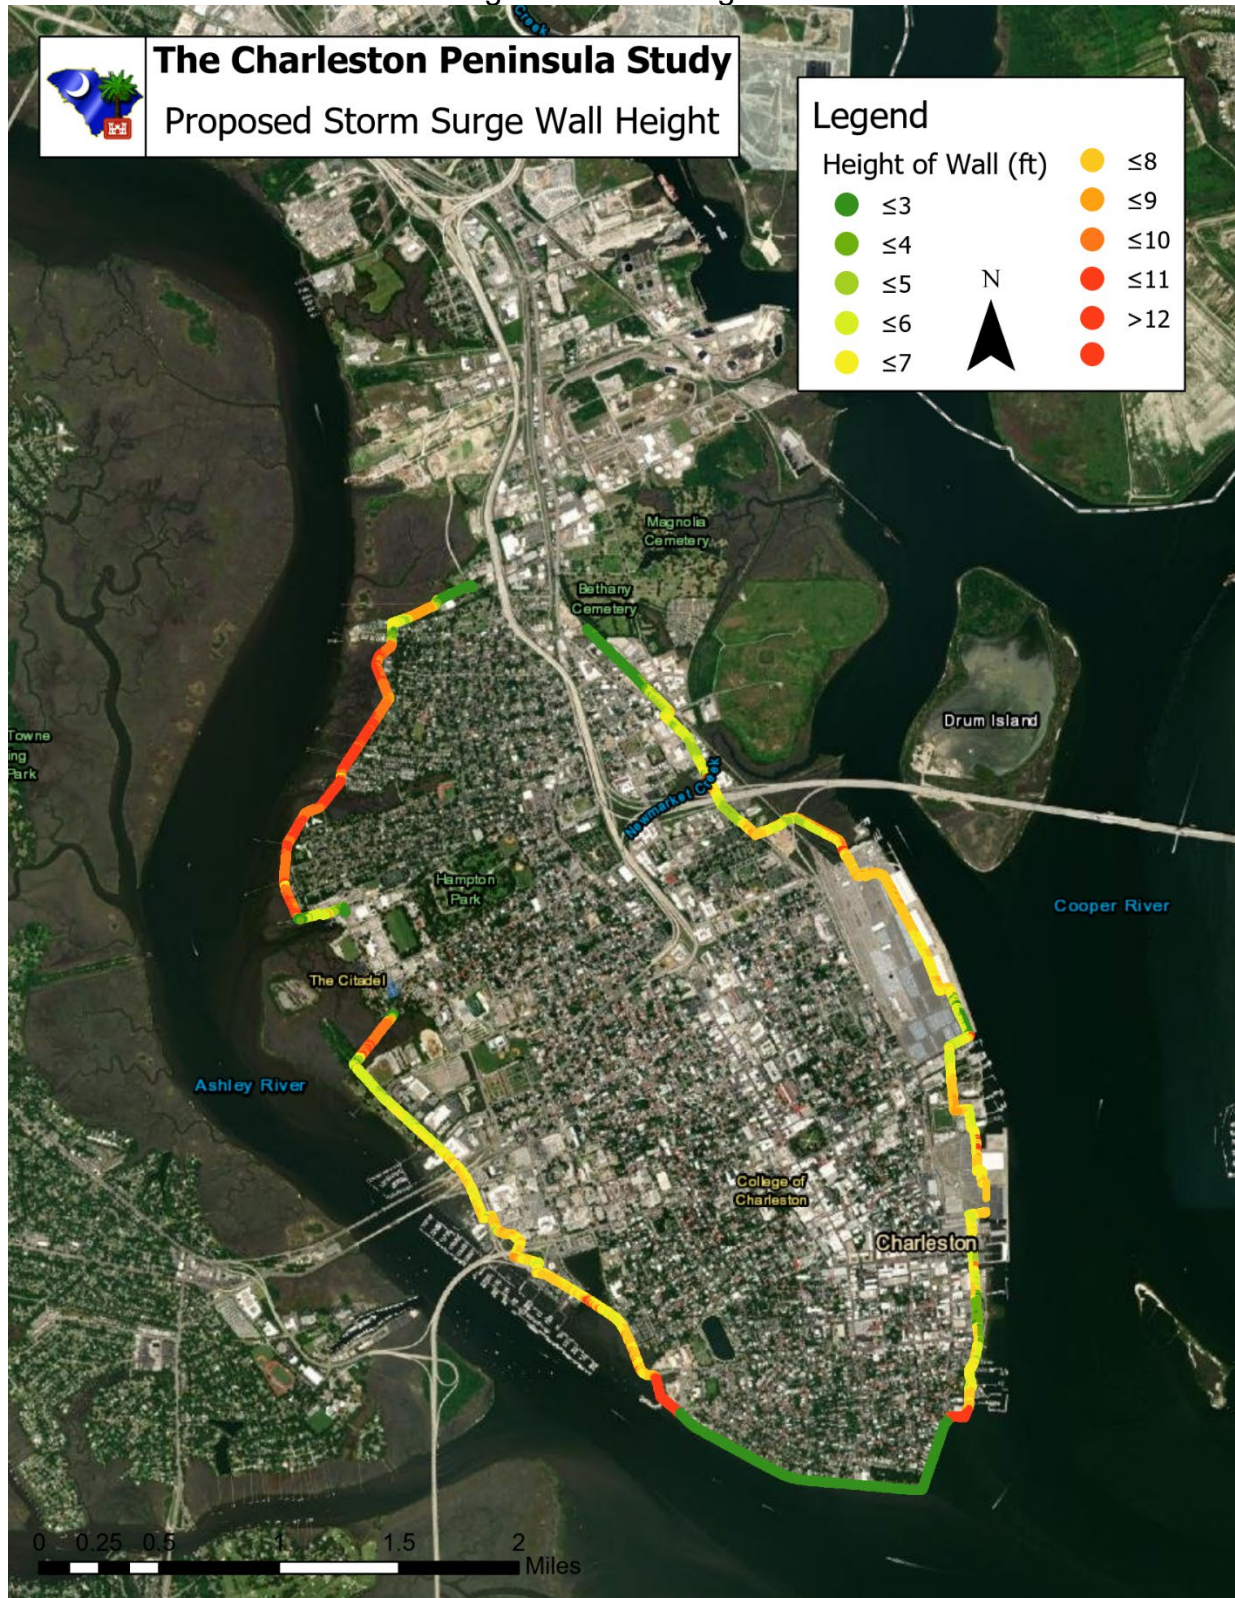 The Charleston Peninsula Study
Proposed Storm Surge Wall Height
Legend
Height of Wall (ft)
≤3
≤4
≤5
≤6
≤7
≤8
≤9
≤10
≤11
>12
N
Creek
Magnolia
Cemetery
Bethany
Cemetery
Drum Island
Towne
ing
Park
Newmarket Creek
Hampton
Park
Cooper River
The Citadel
Ashley River
College of
Charleston
Charleston
0 0.25 0.5 1 1.5 2
Miles